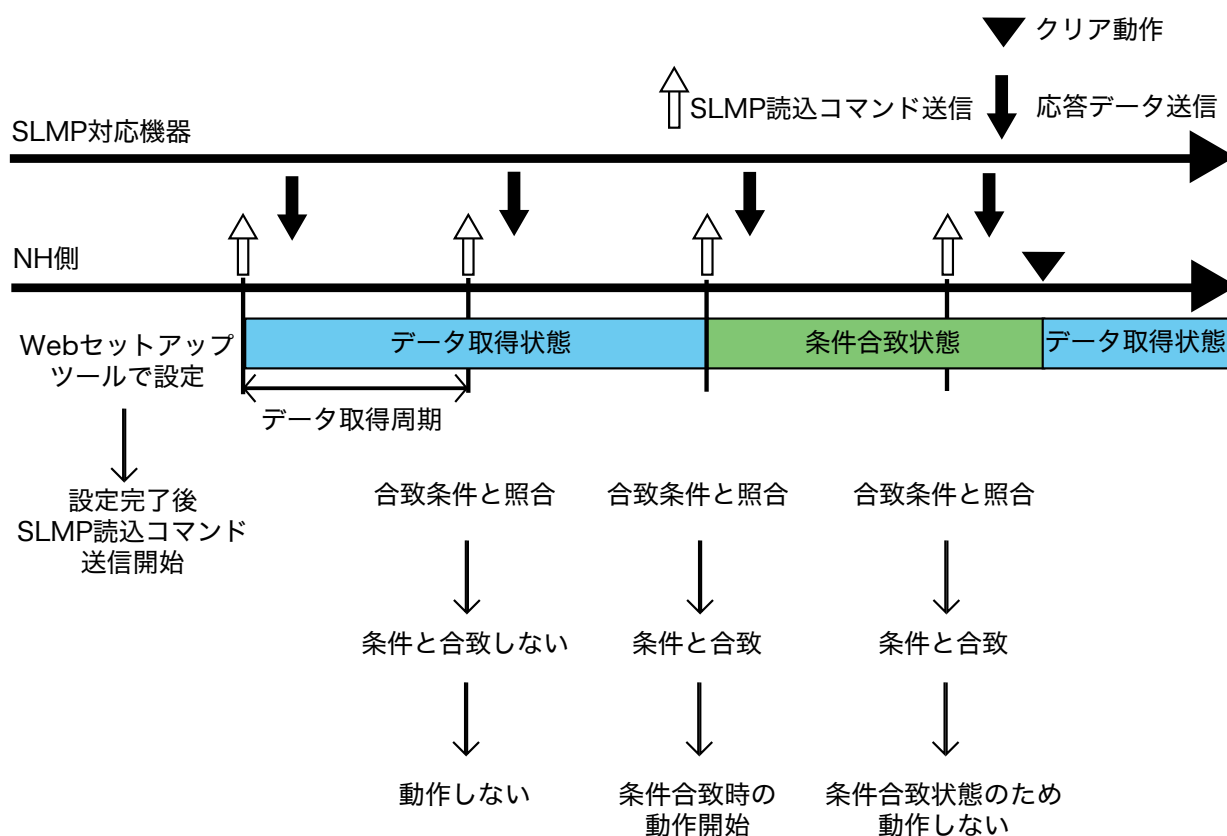 クリア動作
SLMP読込コマンド送信
応答データ送信
SLMP対応機器
NH側
Webセットアップ
ツールで設定
データ取得状態
条件合致状態
データ取得状態
データ取得周期
設定完了後
SLMP読込コマンド
送信開始
合致条件と照合
合致条件と照合
合致条件と照合
条件と合致しない
条件と合致
条件と合致
動作しない
条件合致時の
動作開始
条件合致状態のため
動作しない